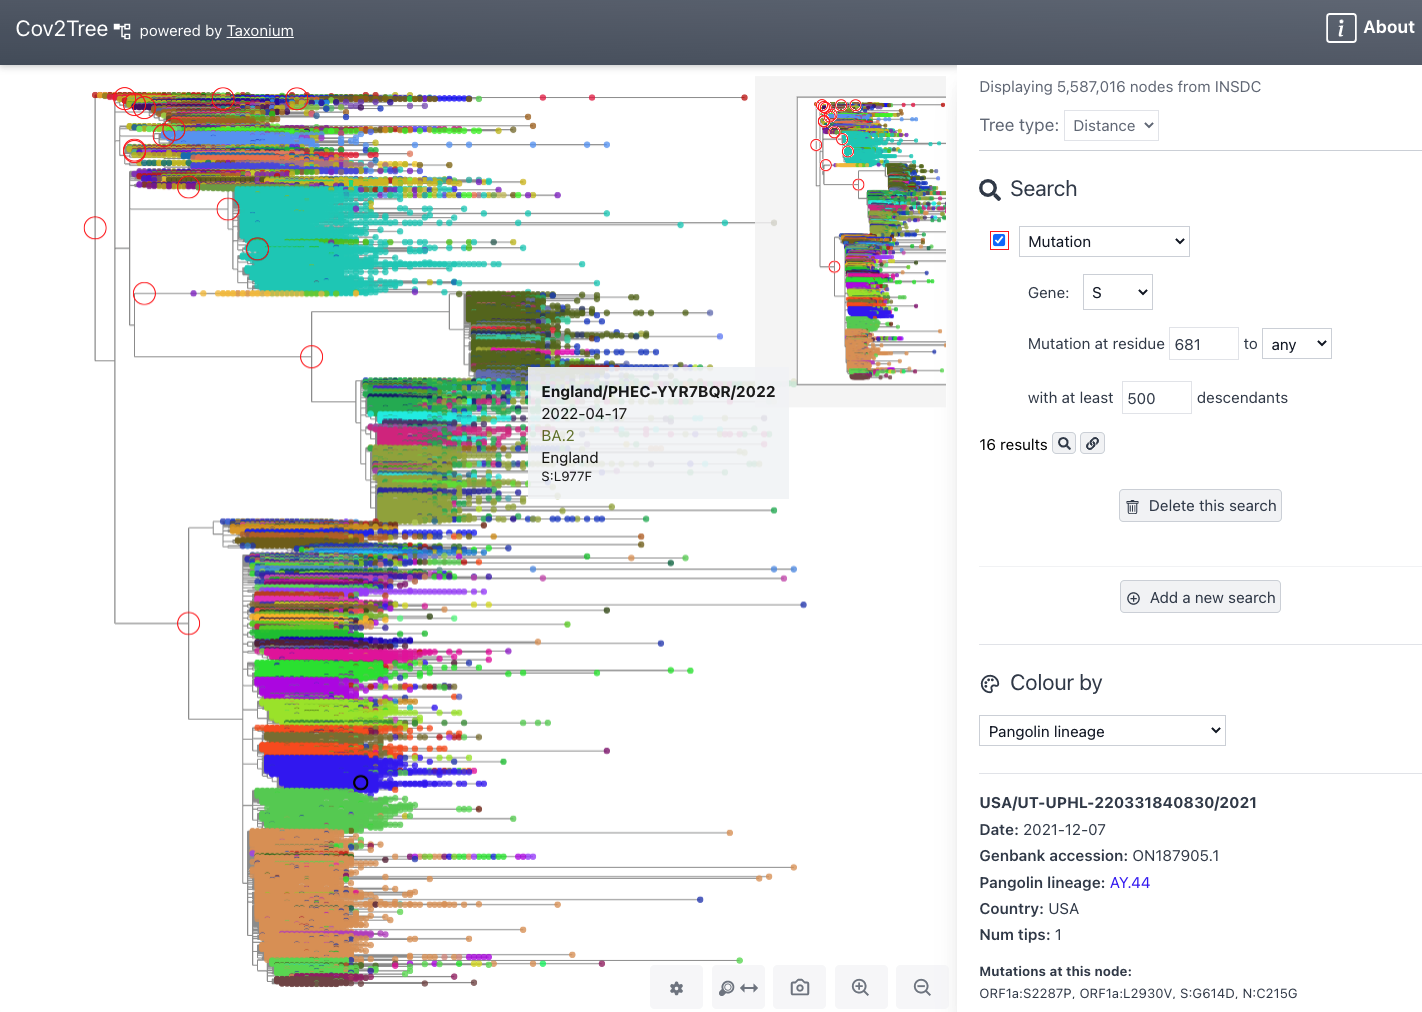 Cov2Tree powered by Taxonium
i About
Displaying 5,587,016 nodes from INSDC
Tree type: Distance
Search
Mutation
Gene: S
Mutation at residue 681 to any
with at least 500 descendants
16 results
Delete this search
Add a new search
Colour by
Pangolin lineage
England/PHEC-YYR7BQR/2022
2022-04-17
BA.2
England
S:L977F
USA/UT-UPHL-220331840830/2021
Date: 2021-12-07
Genbank accession: ON187905.1
Pangolin lineage: AY.44
Country: USA
Num tips: 1
Mutations at this node:
ORF1a:S2287P, ORF1a:L2930V, S:G614D, N:C215G